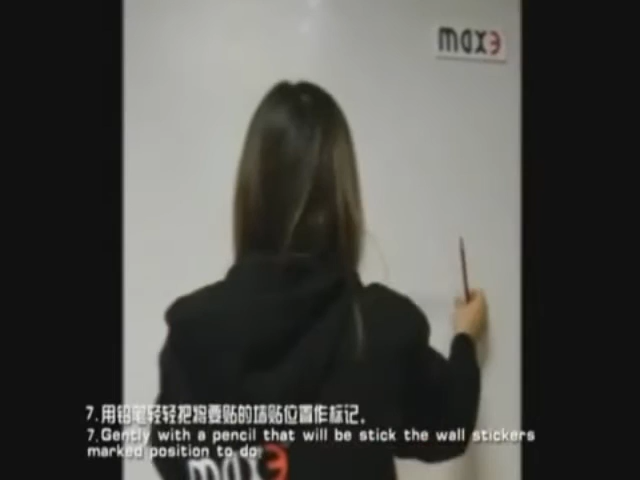 max3
7.用铅笔轻轻把将要贴的墙贴位置作标记。
7.Gently with a pencil that will be stick the wall stickers
marked position to do
max3